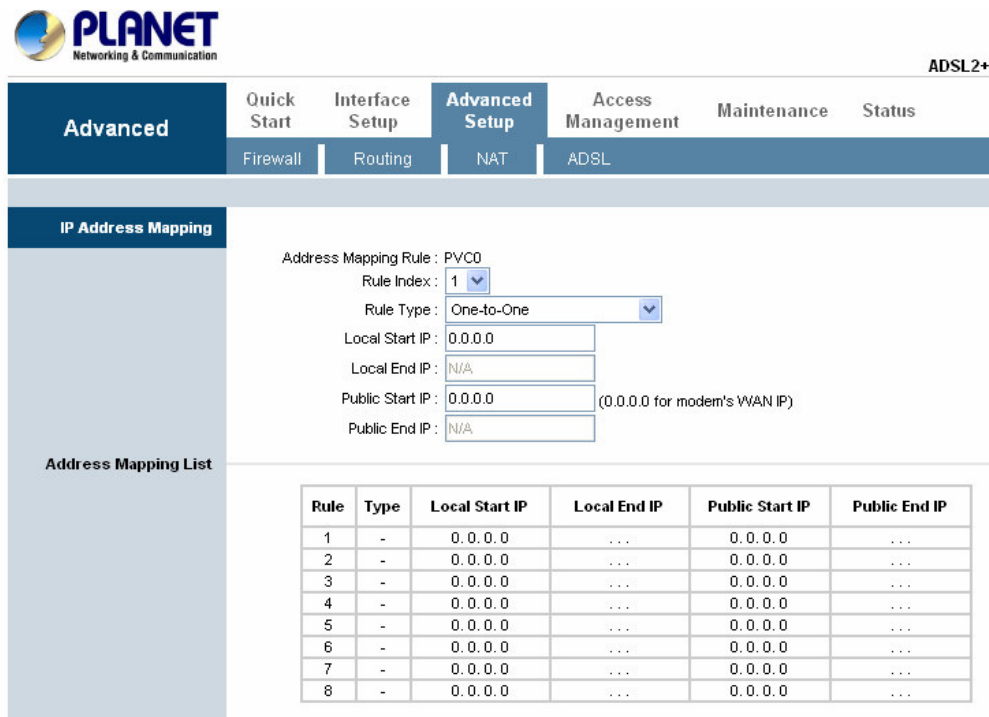 PLANET
Networking & Communication
ADSL2+
Advanced
Quick Start
Interface Setup
Advanced Setup
Access Management
Maintenance
Status
Firewall
Routing
NAT
ADSL
IP Address Mapping
Address Mapping Rule : PVC0
Rule Index : 1
Rule Type : One-to-One
Local Start IP : 0.0.0.0
Local End IP : N/A
Public Start IP : 0.0.0.0 (0.0.0.0 for modem's WAN IP)
Public End IP : N/A
Address Mapping List
Rule Type Local Start IP Local End IP Public Start IP Public End IP
1 - 0.0.0.0 ... 0.0.0.0 ...
2 - 0.0.0.0 ... 0.0.0.0 ...
3 - 0.0.0.0 ... 0.0.0.0 ...
4 - 0.0.0.0 ... 0.0.0.0 ...
5 - 0.0.0.0 ... 0.0.0.0 ...
6 - 0.0.0.0 ... 0.0.0.0 ...
7 - 0.0.0.0 ... 0.0.0.0 ...
8 - 0.0.0.0 ... 0.0.0.0 ...